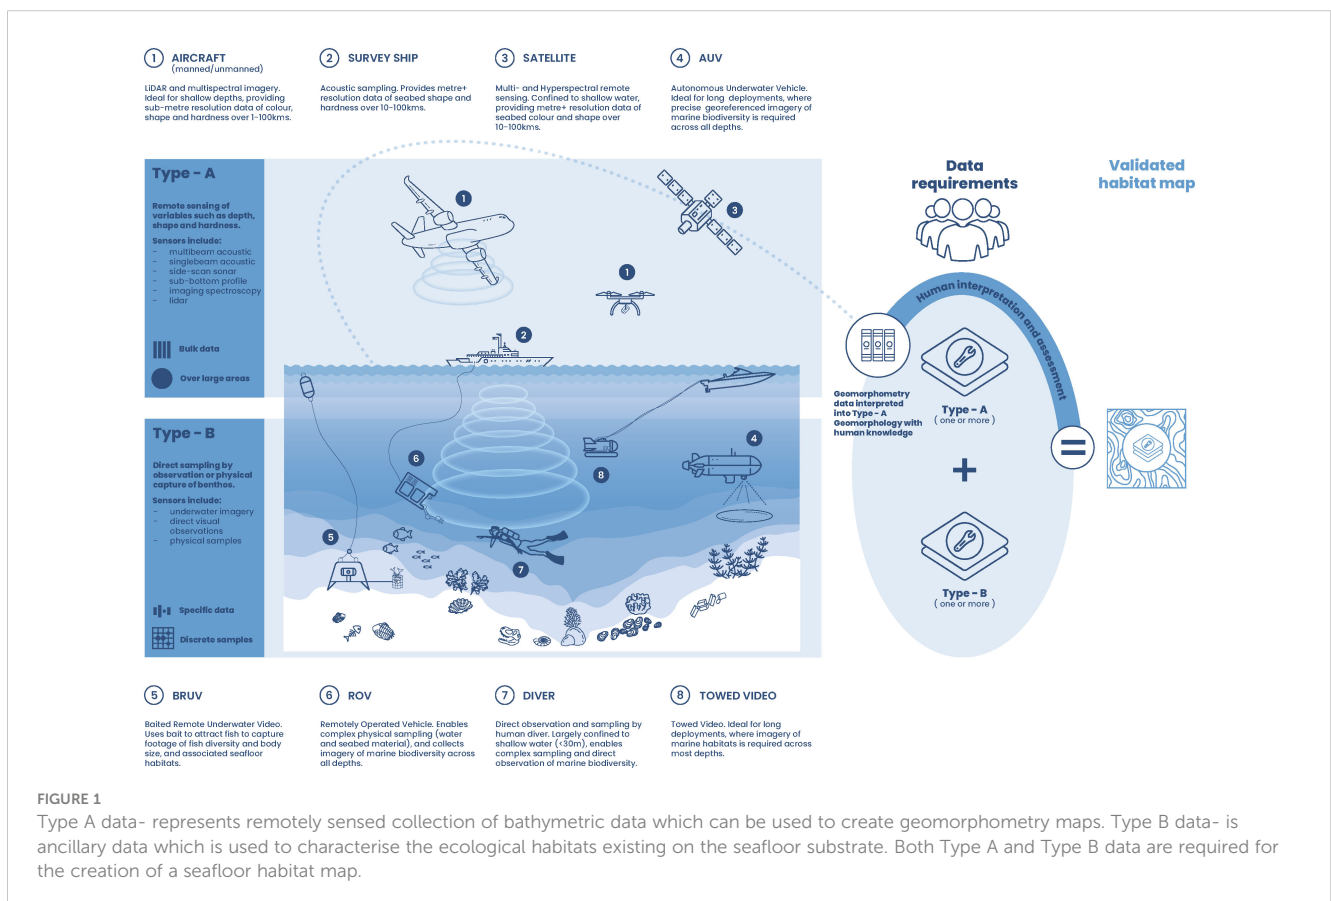 1 AIRCRAFT
(manned/unmanned)
LiDAR and multispectral imagery.
Ideal for shallow depths, providing
sub-metre resolution data of colour,
shape and hardness over 1-100kms.
2 SURVEY SHIP
Acoustic sampling. Provides metre+
resolution data of seabed shape and
hardness over 10-100kms.
3 SATELLITE
Multi- and Hyperspectral remote
sensing. Confined to shallow water,
providing metre+ resolution data of
seabed colour and shape over
10-100kms.
4 AUV
Autonomous Underwater Vehicle.
Ideal for long deployments, where
precise georeferenced imagery of
marine biodiversity is required
across all depths.
Type - A
Remote sensing of
variables such as depth,
shape and hardness.
Sensors include:
- multibeam acoustic
- singlebeam acoustic
- side-scan sonar
- sub-bottom profile
- imaging spectroscopy
- lidar
Bulk data
Over large areas
Type - B
Direct sampling by
observation or physical
capture of benthos.
Sensors include:
- underwater imagery
- direct visual
observations
- physical samples
Specific data
Discrete samples
1
3
1
2
4
6
8
5
7
Data
requirements
Human interpretation and assessment
Geomorphometry
data interpreted
into Type - A
Geomorphology with
human knowledge
Type - A
( one or more )
+
Type - B
( one or more )
=
Validated
habitat map
5 BRUV
Baited Remote Underwater Video.
Uses bait to attract fish to capture
footage of fish diversity and body
size, and associated seafloor
habitats.
6 ROV
Remotely Operated Vehicle. Enables
complex physical sampling (water
and seabed material), and collects
imagery of marine biodiversity across
all depths.
7 DIVER
Direct observation and sampling by
human diver. Largely confined to
shallow water (<30m), enables
complex sampling and direct
observation of marine biodiversity.
8 TOWED VIDEO
Towed Video. Ideal for long
deployments, where imagery of
marine habitats is required across
most depths.
FIGURE 1
Type A data- represents remotely sensed collection of bathymetric data which can be used to create geomorphometry maps. Type B data- is
ancillary data which is used to characterise the ecological habitats existing on the seafloor substrate. Both Type A and Type B data are required for
the creation of a seafloor habitat map.